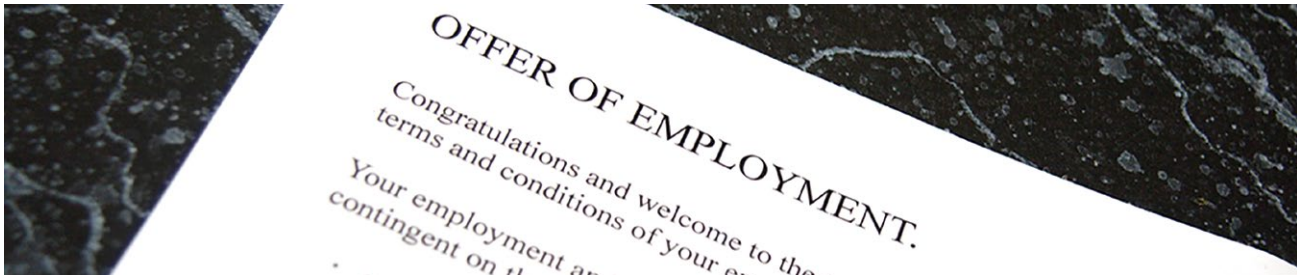 OFFER OF EMPLOYMENT.
Congratulations and welcome to the
terms and conditions of your
Your employment
contingent on